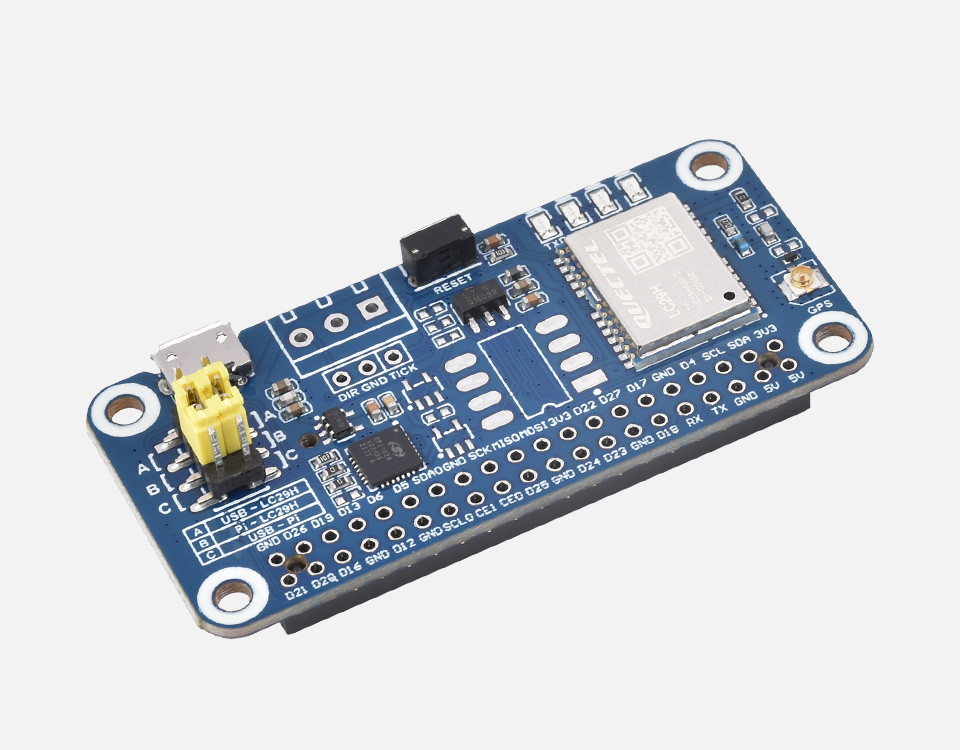 TXD
QUECTEL
LC29H
GPS
RESET
DIR GND TICK
A
B
C
A
B
C
A USB - LC29H
B Pi - LC29H
C USB - Pi
GND D26 D19 D13 D6 D5 SDA0 GND SCK MISO MOSI 3V3 D22 D27 D17 GND D4 SCL SDA 3V3
D21 D20 D16 GND D12 GND SCL0 CE1 CE0 D25 GND D24 D23 GND D18 RX TX GND 5V 5V